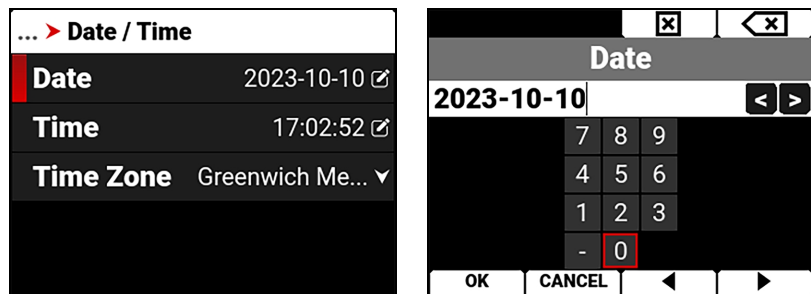 ... > Date / Time
Date 2023-10-10
Time 17:02:52
Time Zone Greenwich Me...
Date
2023-10-10
< >
7 8 9
4 5 6
1 2 3
- 0
OK CANCEL